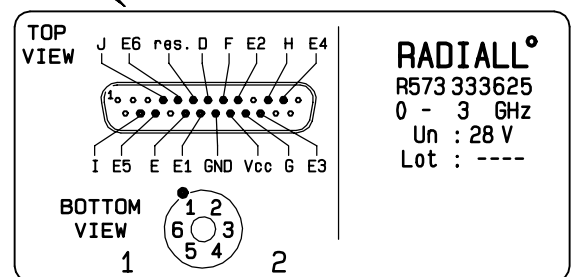 TOP
VIEW
J E6 res. D F E2 H E4
1
I E5 E E1 GND Vcc G E3
BOTTOM
VIEW
1 2
6 3
5 4
1 2
RADIALL°
R573 333625
0 - 3 GHz
Un : 28 V
Lot : ----